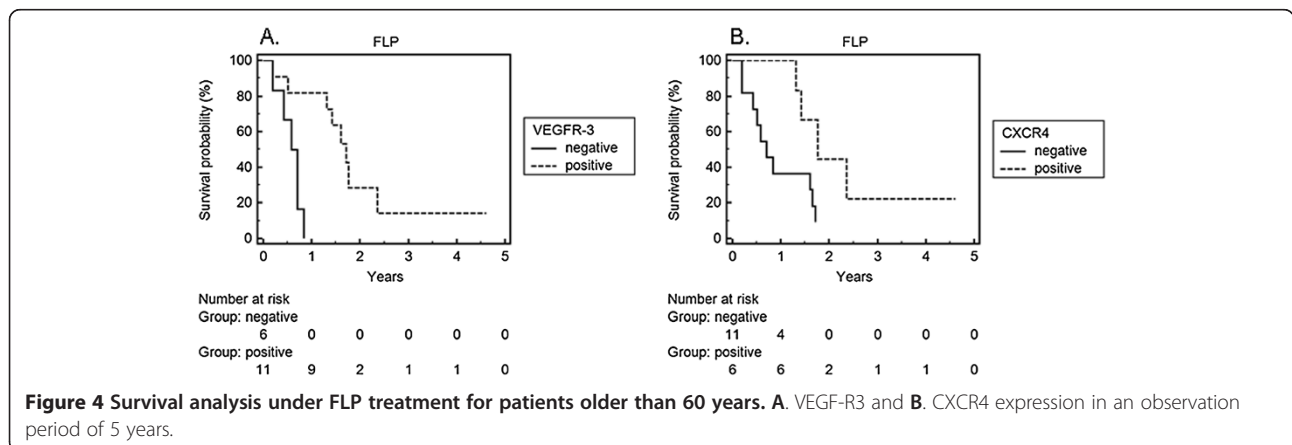 A.
FLP
Survival probability (%)
100
80
60
40
20
0
0 1 2 3 4 5
Years
VEGFR-3
negative
positive
Number at risk
Group: negative
6 0 0 0 0 0
Group: positive
11 9 2 1 1 0
B.
FLP
Survival probability (%)
100
80
60
40
20
0
0 1 2 3 4 5
Years
CXCR4
negative
positive
Number at risk
Group: negative
11 4 0 0 0 0
Group: positive
6 6 2 1 1 0
Figure 4 Survival analysis under FLP treatment for patients older than 60 years. A. VEGF-R3 and B. CXCR4 expression in an observation
period of 5 years.